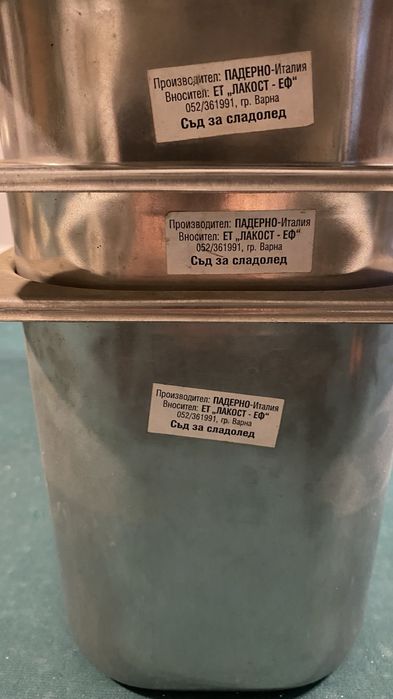 Производител: ПАДЕРНО-Италия
Вносител: ЕТ „ЛАКОСТ - ЕФ“
052/361991, гр. Варна
Съд за сладолед
Производител: ПАДЕРНО-Италия
Вносител: ЕТ „ЛАКОСТ - ЕФ“
052/361991, гр. Варна
Съд за сладолед
Производител: ПАДЕРНО-Италия
Вносител: ЕТ „ЛАКОСТ - ЕФ“
052/361991, гр. Варна
Съд за сладолед